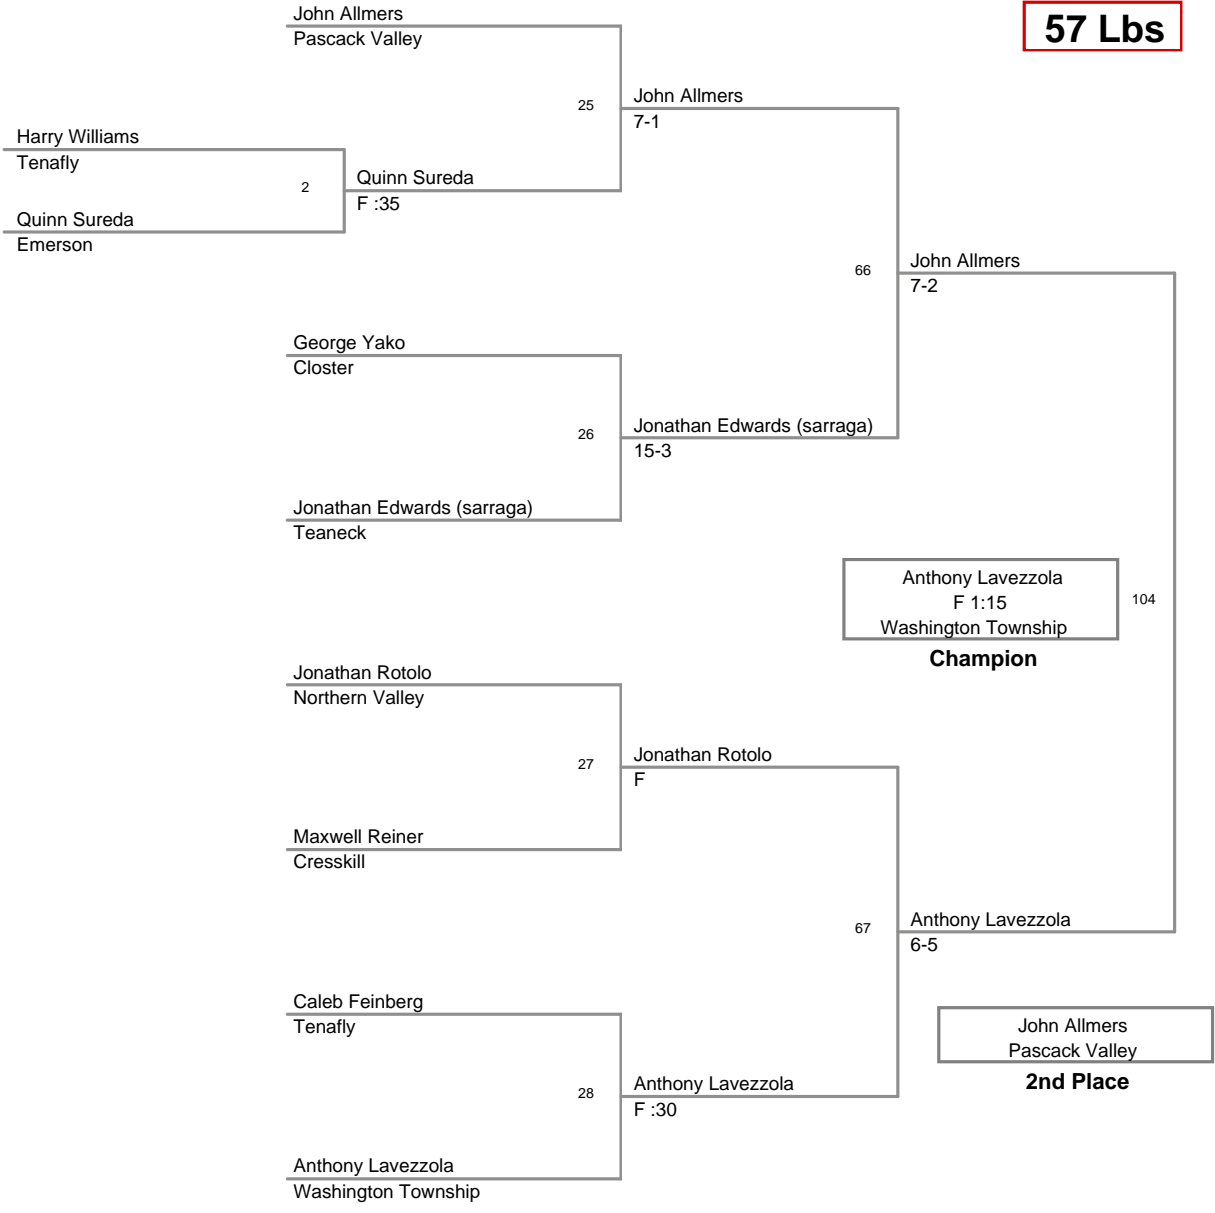 John Allmers
57 Lbs
Pascack Valley
25
John Allmers
7-1
Harry Williams
Tenafly
2
Quinn Sureda
F :35
Quinn Sureda
Emerson
66
John Allmers
7-2
George Yako
Closter
26
Jonathan Edwards (sarraga)
15-3
Jonathan Edwards (sarraga)
Teaneck
Anthony Lavezzola
F 1:15
Washington Township
104
Champion
Jonathan Rotolo
Northern Valley
27
Jonathan Rotolo
F
Maxwell Reiner
Cresskill
67
Anthony Lavezzola
6-5
Caleb Feinberg
Tenafly
John Allmers
Pascack Valley
2nd Place
28
Anthony Lavezzola
F :30
Anthony Lavezzola
Washington Township